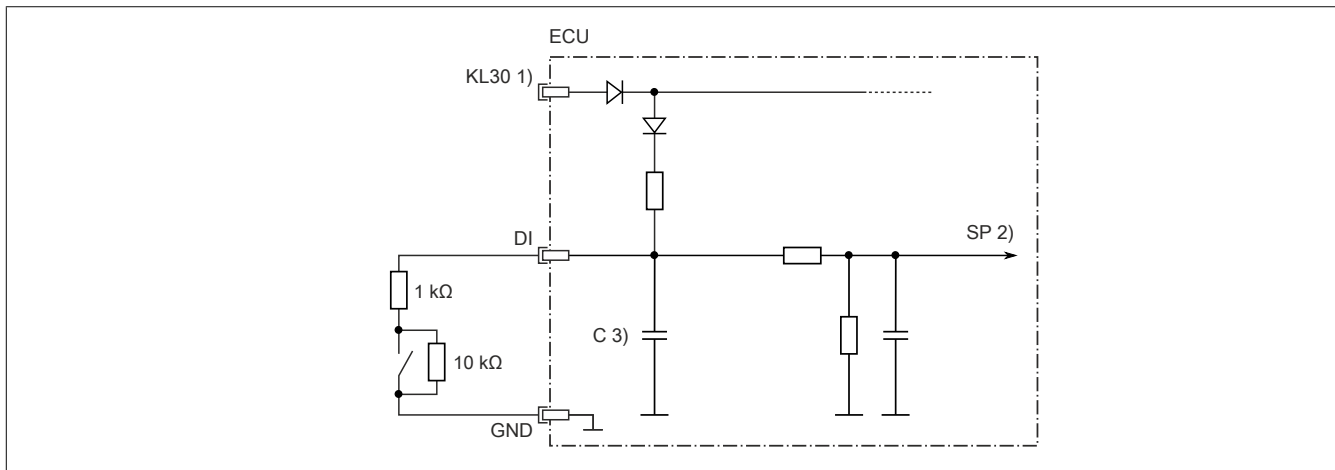 ECU
KL30 1)
DI
SP 2)
1 kΩ
C 3)
10 kΩ
GND